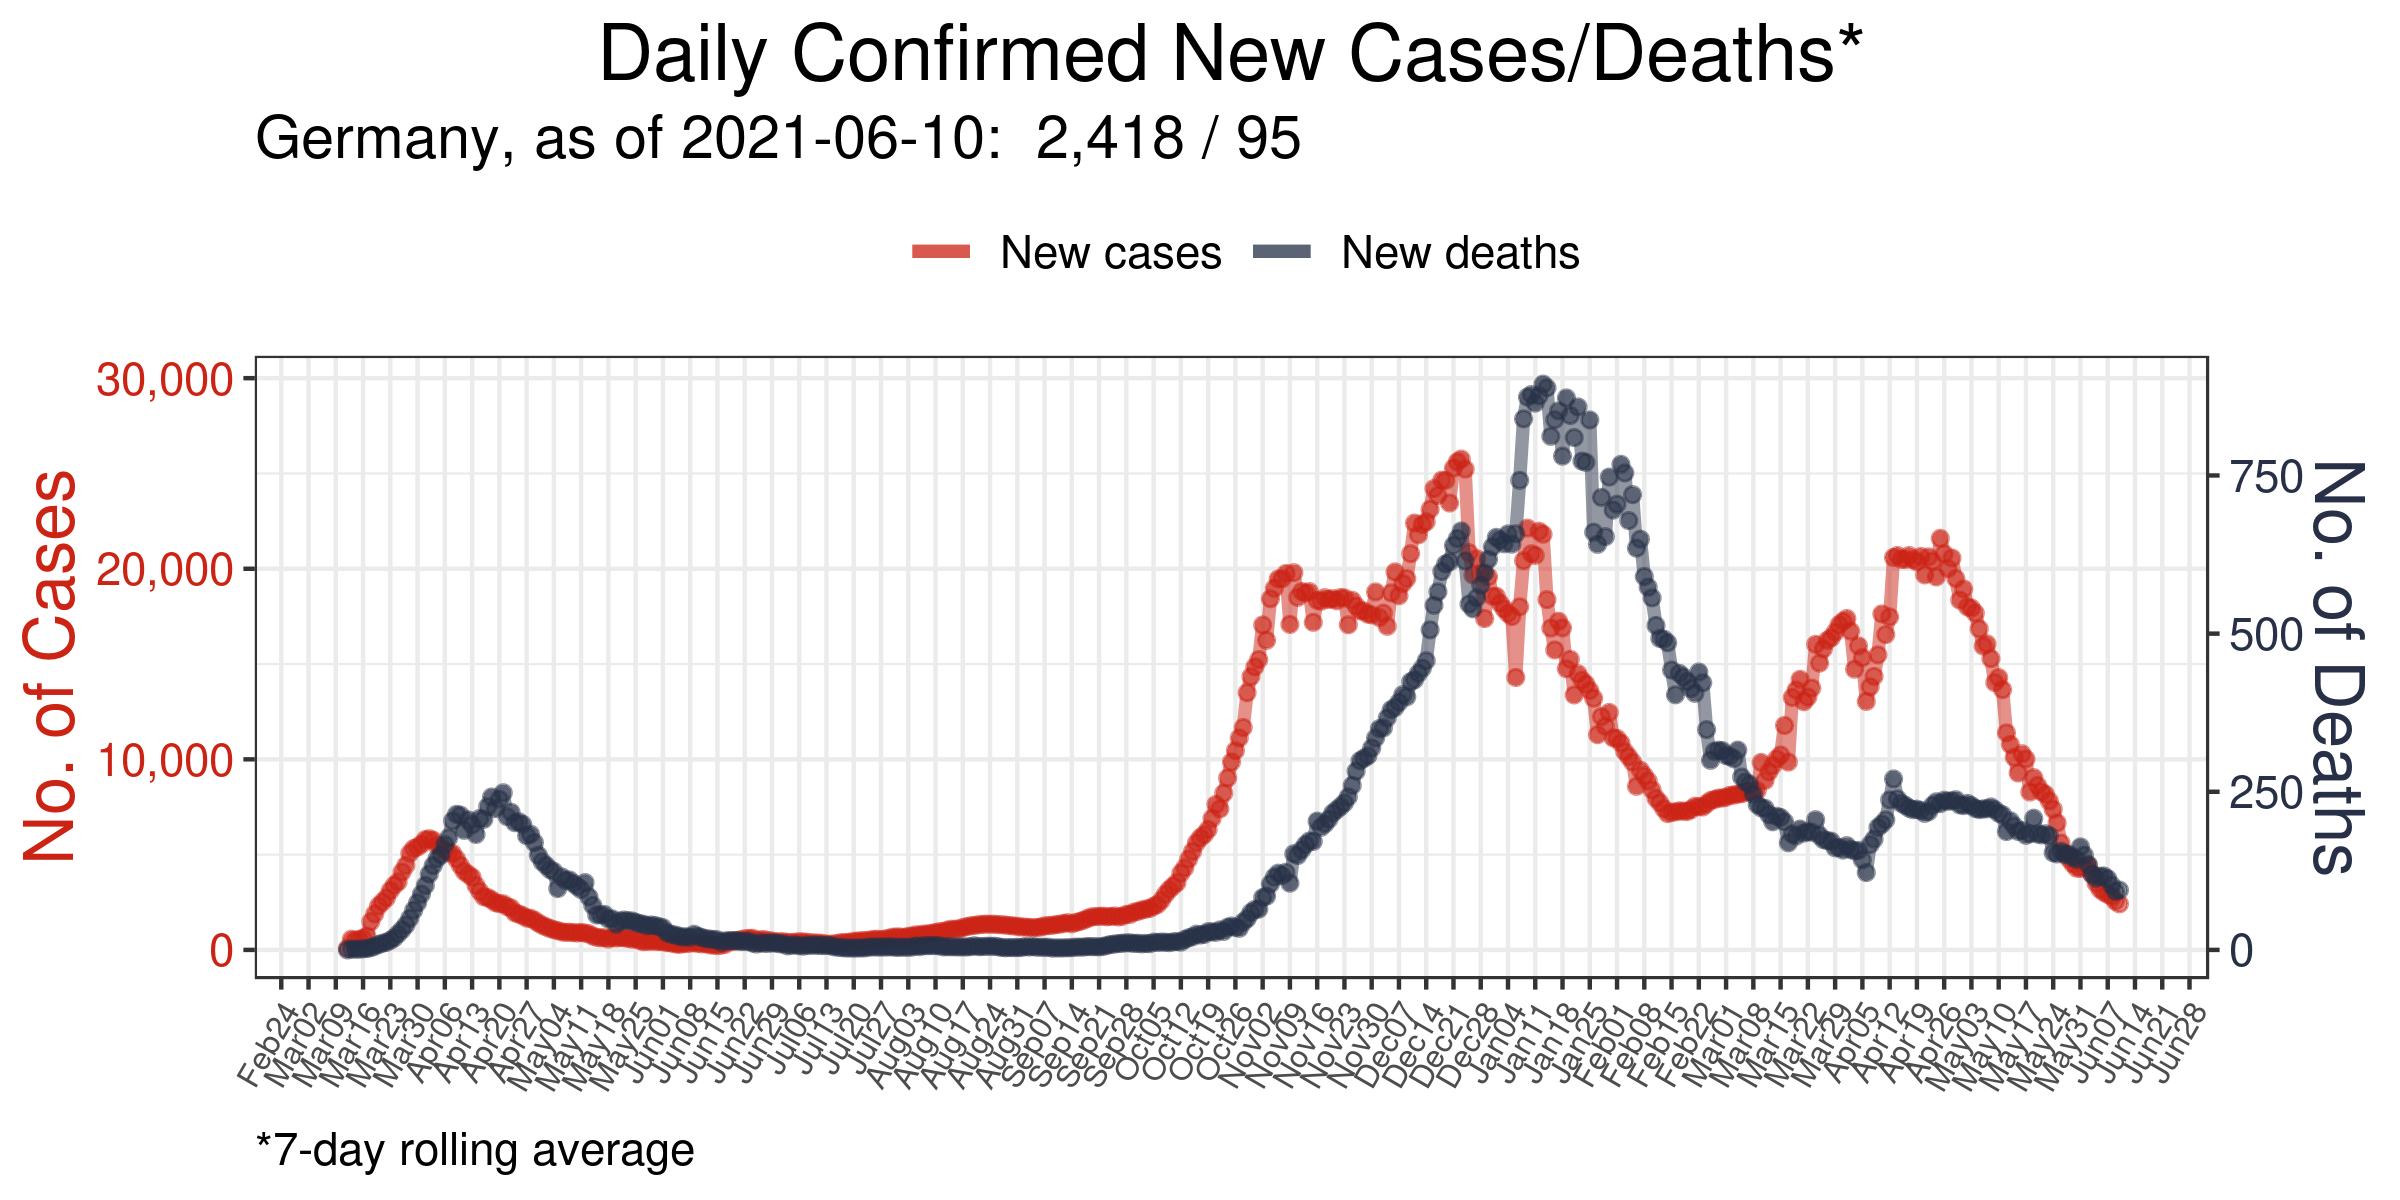 Daily Confirmed New Cases/Deaths*
Germany, as of 2021-06-10:  2,418 / 95
New cases
New deaths
No. of Cases
30,000
20,000
10,000
0
750
500
250
0
No. of Deaths
Feb24
Mar02
Mar09
Mar16
Mar23
Mar30
Apr06
Apr13
Apr20
Apr27
May04
May11
May18
May25
Jun01
Jun08
Jun15
Jun22
Jun29
Jul06
Jul13
Jul20
Jul27
Aug03
Aug10
Aug17
Aug24
Aug31
Sep07
Sep14
Sep21
Sep28
Oct05
Oct12
Oct19
Oct26
Nov02
Nov09
Nov16
Nov23
Nov30
Dec07
Dec14
Dec21
Dec28
Jan04
Jan11
Jan18
Jan25
Feb01
Feb08
Feb15
Feb22
Mar01
Mar08
Mar15
Mar22
Mar29
Apr05
Apr12
Apr19
Apr26
May03
May10
May17
May24
May31
Jun07
Jun14
Jun21
Jun28
*7-day rolling average